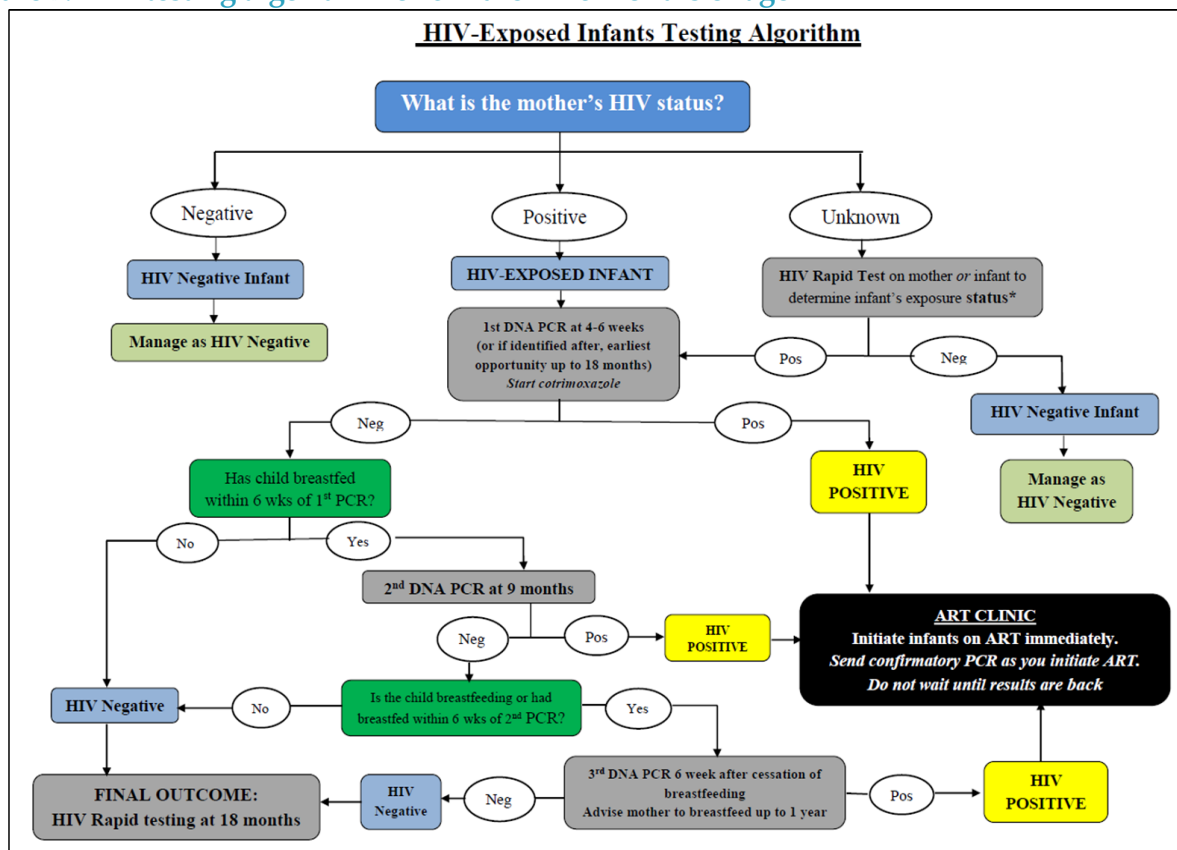 HIV-Exposed Infants Testing Algorithm
What is the mother's HIV status?
Negative
Positive
Unknown
HIV Negative Infant
HIV-EXPOSED INFANT
HIV Rapid Test on mother or infant to
determine infant's exposure status*
Manage as HIV Negative
1st DNA PCR at 4-6 weeks
(or if identified after, earliest
opportunity up to 18 months)
Start cotrimoxazole
Pos
Neg
HIV Negative Infant
Manage as
HIV Negative
Neg
Pos
Has child breastfed
within 6 wks of 1st PCR?
HIV
POSITIVE
No
Yes
2nd DNA PCR at 9 months
Neg
Pos
HIV
POSITIVE
ART CLINIC
Initiate infants on ART immediately.
Send confirmatory PCR as you initiate ART.
Do not wait until results are back
HIV Negative
No
Is the child breastfeeding or had
breastfed within 6 wks of 2nd PCR?
Yes
FINAL OUTCOME:
HIV Rapid testing at 18 months
HIV
Negative
Neg
3rd DNA PCR 6 week after cessation of
breastfeeding
Advise mother to breastfeed up to 1 year
Pos
HIV
POSITIVE